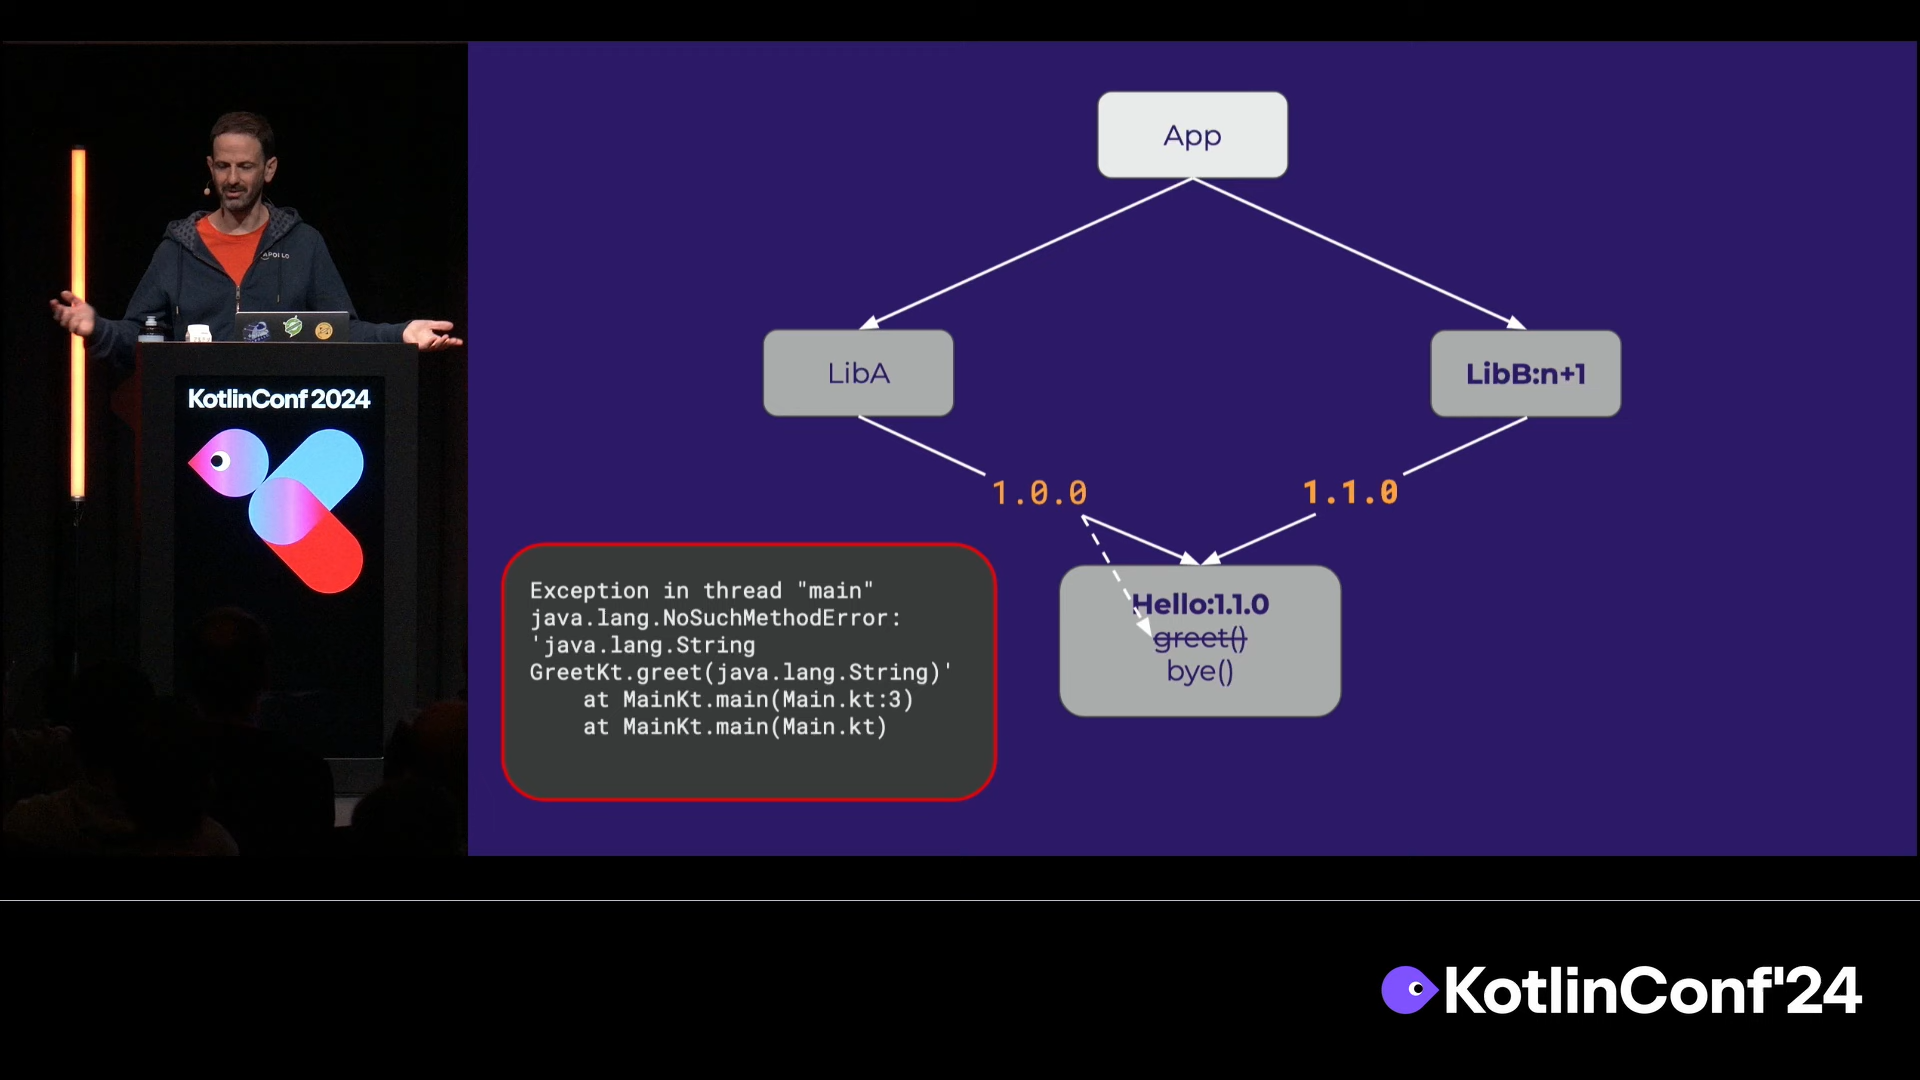 App
LibA
LibB:n+1
1.0.0
1.1.0
Hello:1.1.0
greet()
bye()
Exception in thread "main"
java.lang.NoSuchMethodError:
'java.lang.String
GreetKt.greet(java.lang.String)'
at MainKt.main(Main.kt:3)
at MainKt.main(Main.kt)
APOLLO
KotlinConf 2024
KotlinConf'24